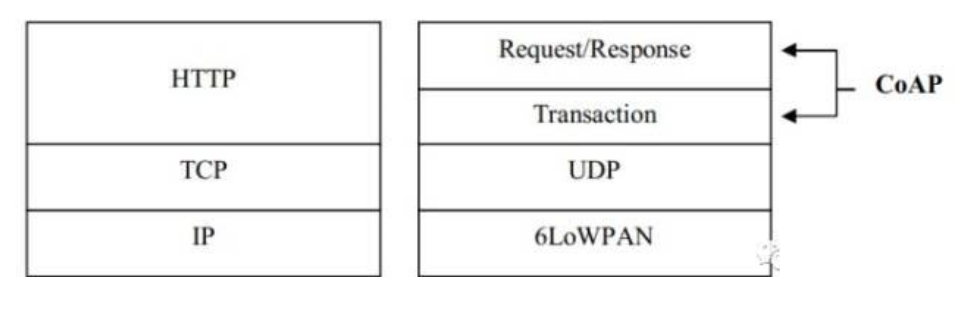 HTTP
TCP
IP
Request/Response
Transaction
UDP
6LoWPAN
CoAP